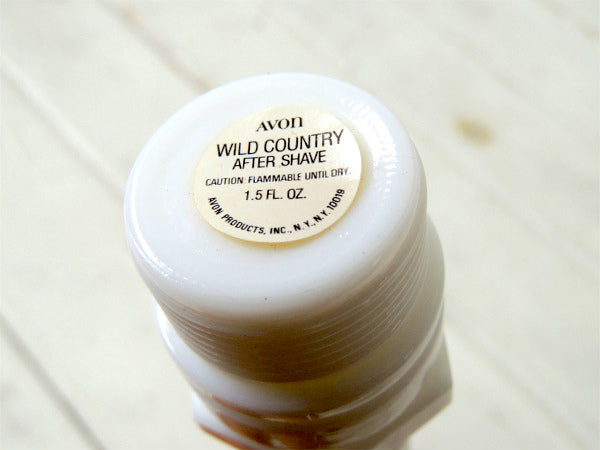 AVON
WILD COUNTRY
AFTER SHAVE
CAUTION: FLAMMABLE UNTIL DRY.
1.5 FL. OZ.
AVON PRODUCTS, INC., N.Y., N.Y. 10019